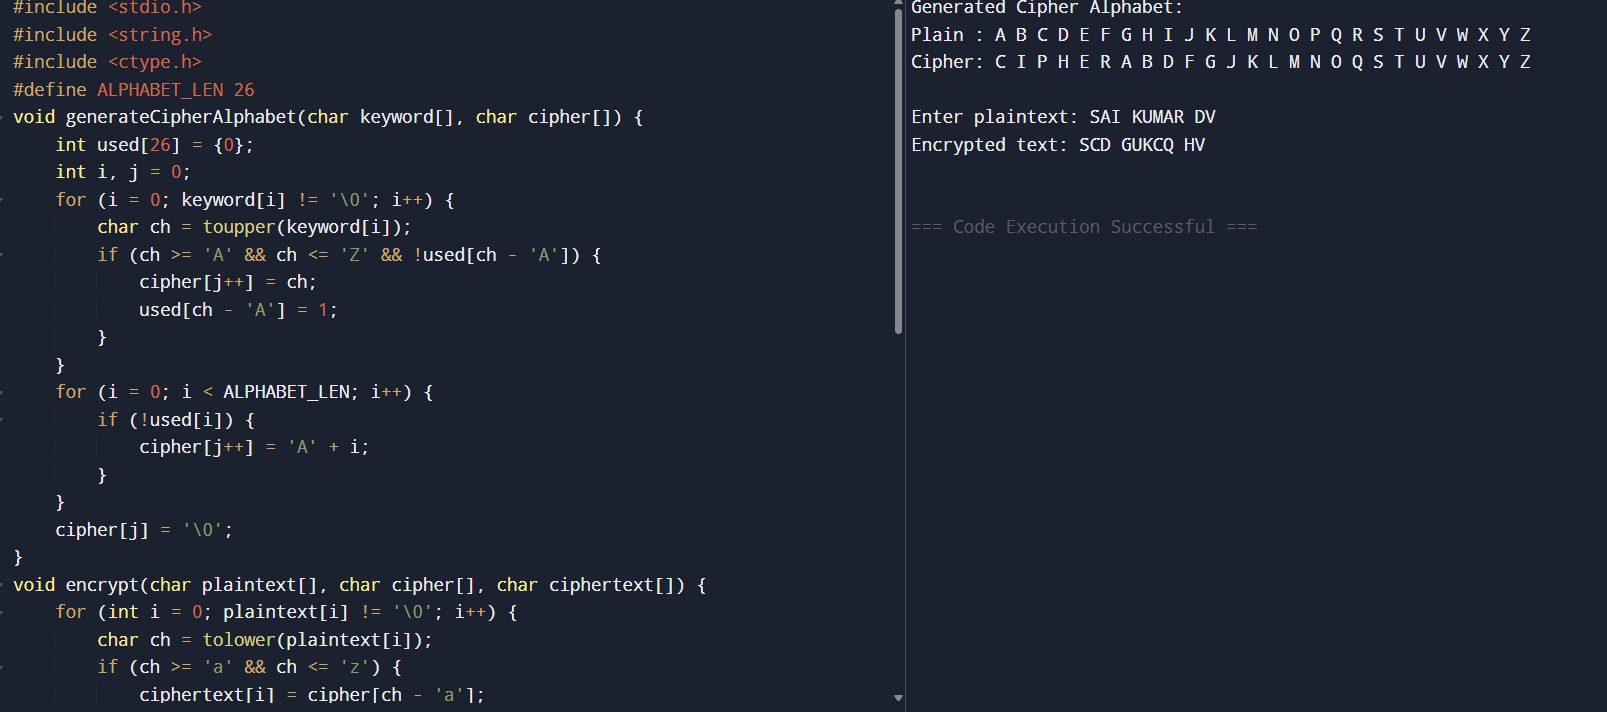 #include <stdio.h>
#include <string.h>
#include <ctype.h>
#define ALPHABET_LEN 26
void generateCipherAlphabet(char keyword[], char cipher[]) {
    int used[26] = {0};
    int i, j = 0;
    for (i = 0; keyword[i] != '\0'; i++) {
        char ch = toupper(keyword[i]);
        if (ch >= 'A' && ch <= 'Z' && !used[ch - 'A']) {
            cipher[j++] = ch;
            used[ch - 'A'] = 1;
        }
    }
    for (i = 0; i < ALPHABET_LEN; i++) {
        if (!used[i]) {
            cipher[j++] = 'A' + i;
        }
    }
    cipher[j] = '\0';
}
void encrypt(char plaintext[], char cipher[], char ciphertext[]) {
    for (int i = 0; plaintext[i] != '\0'; i++) {
        char ch = tolower(plaintext[i]);
        if (ch >= 'a' && ch <= 'z') {
            ciphertext[i] = cipher[ch - 'a'];
Generated Cipher Alphabet:
Plain : A B C D E F G H I J K L M N O P Q R S T U V W X Y Z
Cipher: C I P H E R A B D F G J K L M N O Q S T U V W X Y Z
Enter plaintext: SAI KUMAR DV
Encrypted text: SCD GUKCQ HV
=== Code Execution Successful ===